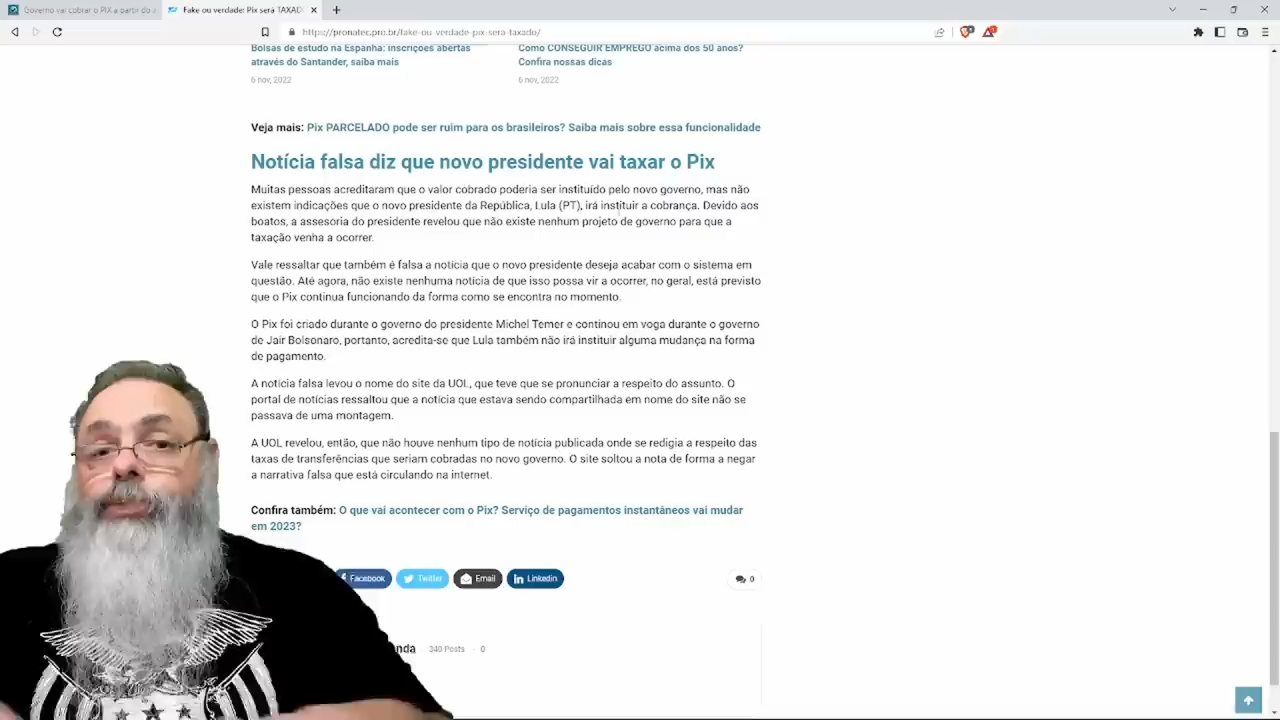 Governo vai cobrar o PIX a partir do a
Fake ou verdade: Pix será TAXAD
https://pronatec.pro.br/fake-ou-verdade-pix-sera-taxado/
Bolsas de estudo na Espanha: inscrições abertas
através do Santander, saiba mais
6 nov, 2022
Como CONSEGUIR EMPREGO acima dos 50 anos?
Confira nossas dicas
6 nov, 2022
Veja mais: Pix PARCELADO pode ser ruim para os brasileiros? Saiba mais sobre essa funcionalidade
Notícia falsa diz que novo presidente vai taxar o Pix
Muitas pessoas acreditaram que o valor cobrado poderia ser instituído pelo novo governo, mas não
existem indicações que o novo presidente da República, Lula (PT), irá instituir a cobrança. Devido aos
boatos, a assesoria do presidente revelou que não existe nenhum projeto de governo para que a
taxação venha a ocorrer.
Vale ressaltar que também é falsa a notícia que o novo presidente deseja acabar com o sistema em
questão. Até agora, não existe nenhuma notícia de que isso possa vir a ocorrer, no geral, está previsto
que o Pix continua funcionando da forma como se encontra no momento.
O Pix foi criado durante o governo do presidente Michel Temer e continou em voga durante o governo
de Jair Bolsonaro, portanto, acredita-se que Lula também não irá instituir alguma mudança na forma
de pagamento.
A notícia falsa levou o nome do site da UOL, que teve que se pronunciar a respeito do assunto. O
portal de notícias ressaltou que a notícia que estava sendo compartilhada em nome do site não se
passava de uma montagem.
A UOL revelou, então, que não houve nenhum tipo de notícia publicada onde se redigia a respeito das
taxas de transferências que seriam cobradas no novo governo. O site soltou a nota de forma a negar
a narrativa falsa que está circulando na internet.
Confira também: O que vai acontecer com o Pix? Serviço de pagamentos instantâneos vai mudar
em 2023?
Facebook Twitter Email Linkedin 0
nda 340 Posts · 0